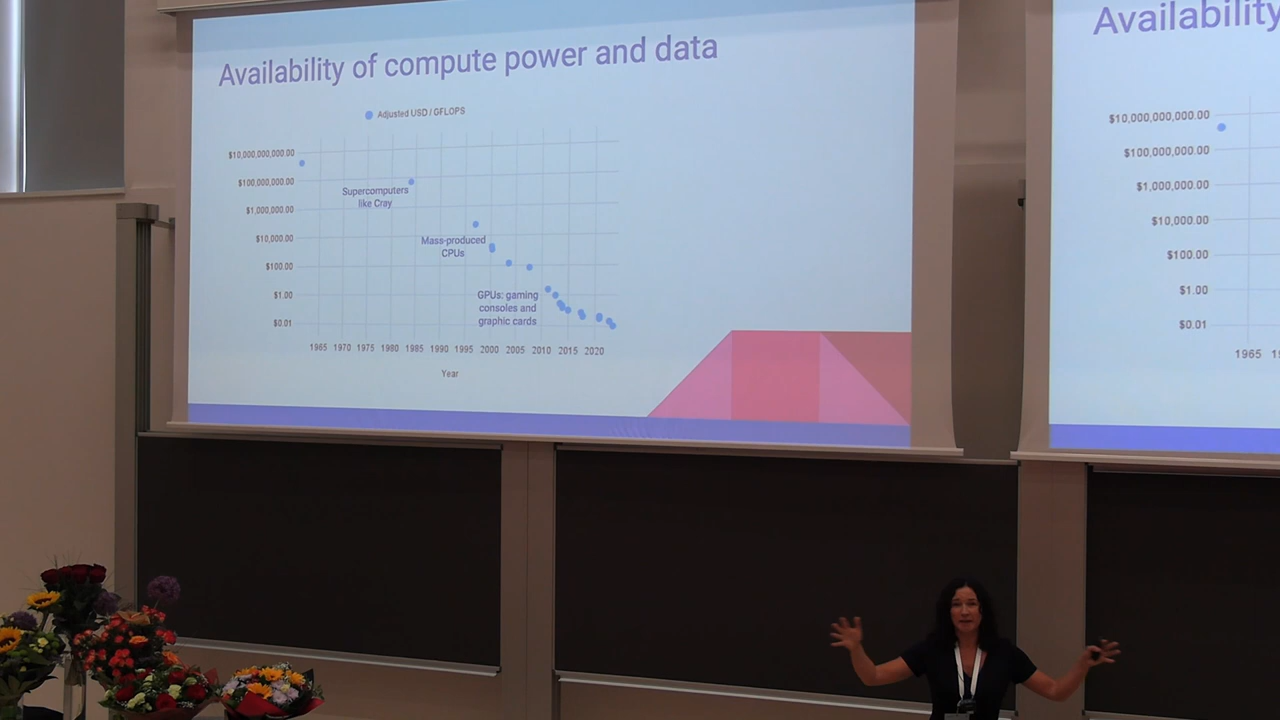 Availability of compute power and data
Adjusted USD / GFLOPS
$10,000,000,000.00
$100,000,000.00
$1,000,000.00
$10,000.00
$100.00
$1.00
$0.01
Supercomputers
like Cray
Mass-produced
CPUs
GPUs: gaming
consoles and
graphic cards
1965 1970 1975 1980 1985 1990 1995 2000 2005 2010 2015 2020
Year
Availability
$10,000,000,000.00
$100,000,000.00
$1,000,000.00
$10,000.00
$100.00
$1.00
$0.01
1965